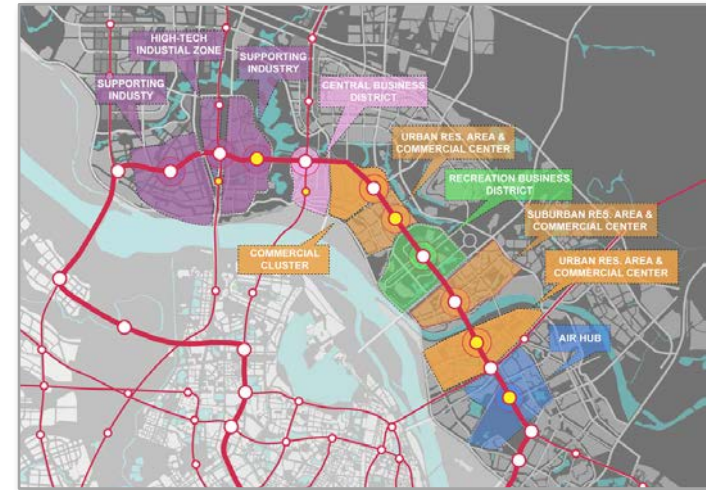 HIGH-TECH
INDUSTIAL ZONE
SUPPORTING
INDUSTRY
SUPPORTING
INDUSTY
CENTRAL BUSINESS
DISTRICT
URBAN RES. AREA &
COMMERCIAL CENTER
RECREATION BUSINESS
DISTRICT
SUBURBAN RES. AREA &
COMMERCIAL CENTER
COMMERCIAL
CLUSTER
URBAN RES. AREA &
COMMERCIAL CENTER
AIR HUB